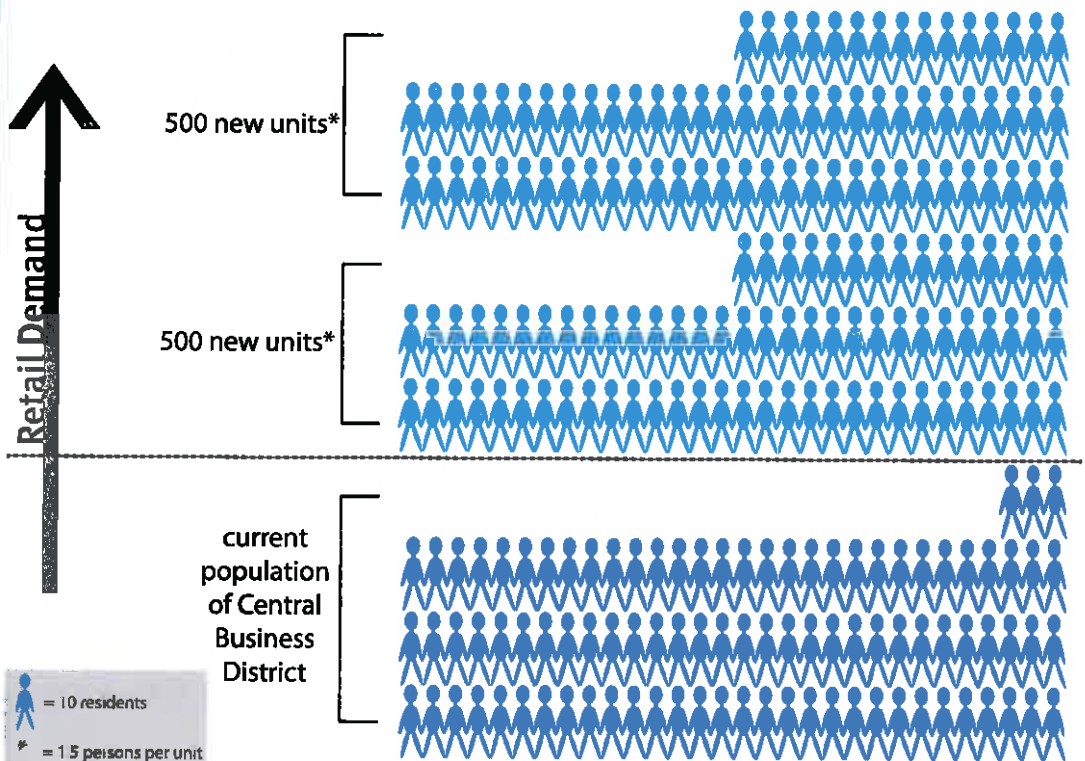 500 new units*
Retail Demand
500 new units*
current
population
of Central
Business
District
= 10 residents
* = 1.5 persons per unit